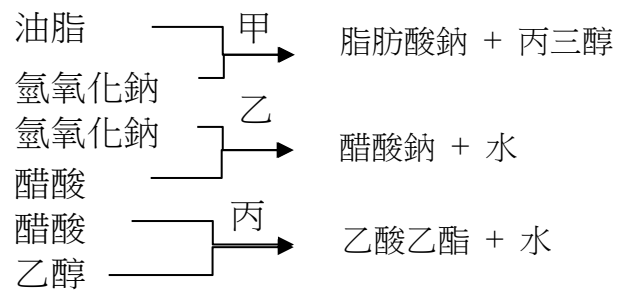 油脂 甲 脂肪酸鈉 + 丙三醇
氫氧化鈉
氫氧化鈉 乙 醋酸鈉 + 水
醋酸
醋酸 丙 乙酸乙酯 + 水
乙醇